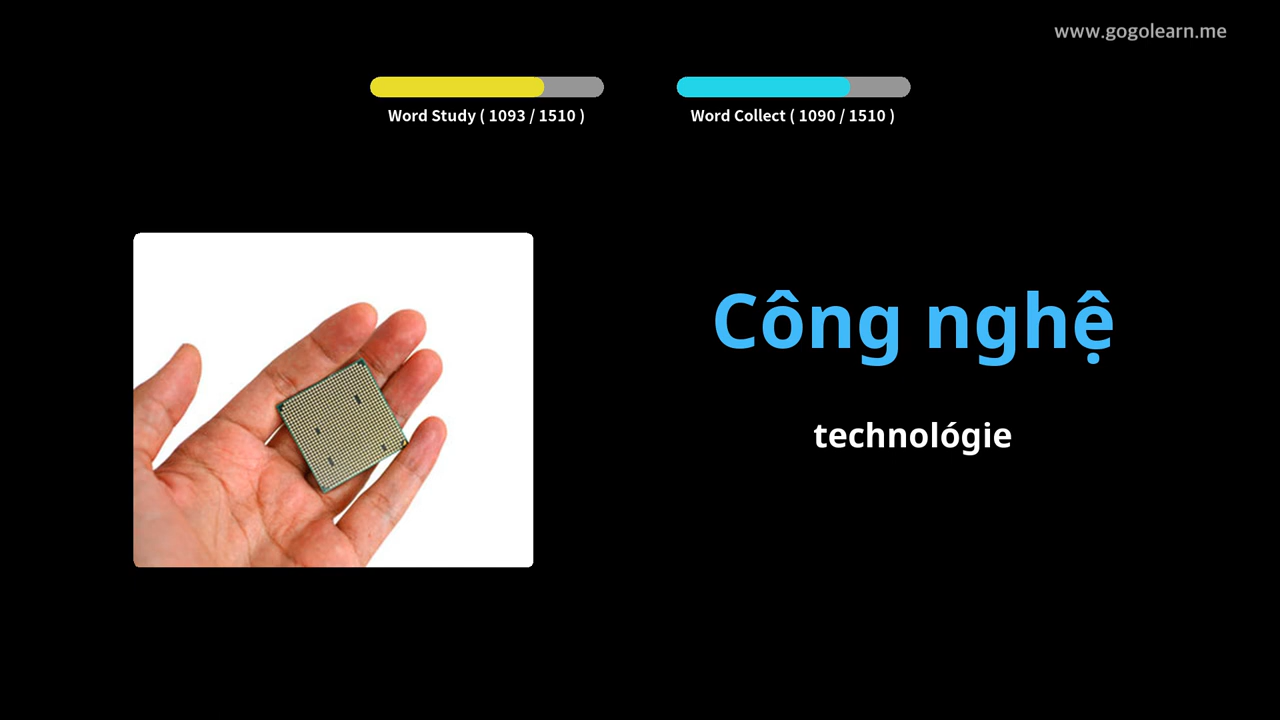 www.gogolearn.me
Word Study ( 1093 / 1510 )
Word Collect ( 1090 / 1510 )
Công nghệ
technológie